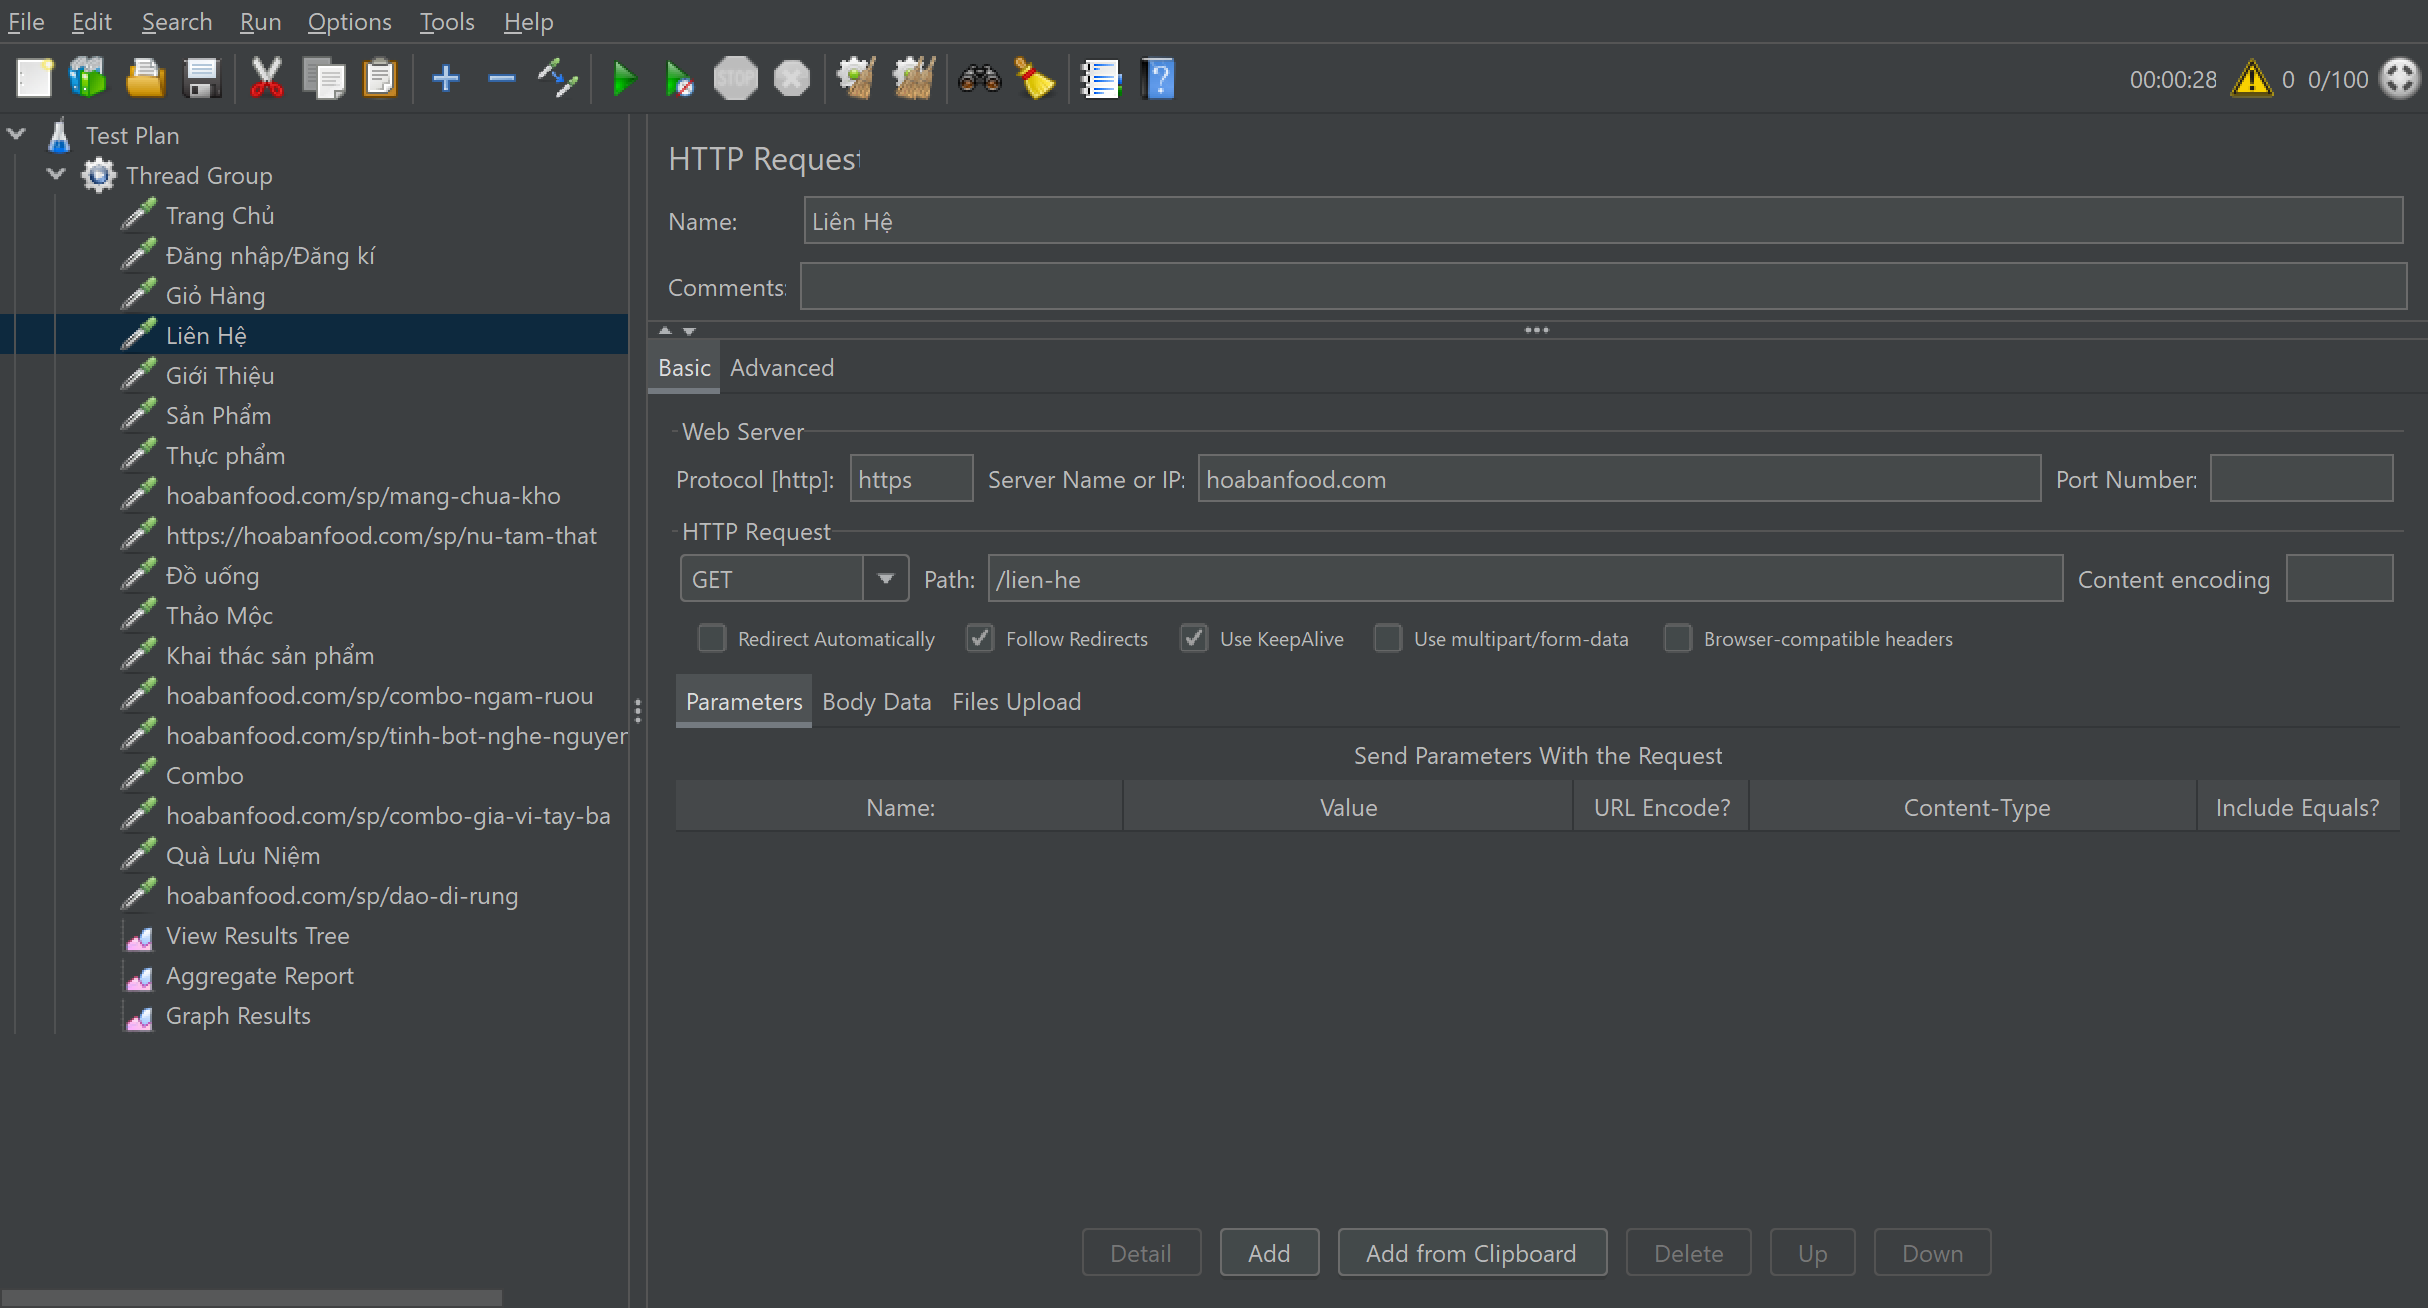 File Edit Search Run Options Tools Help
STOP ? 00:00:28 0 0/100
Test Plan
Thread Group
Trang Chủ
Đăng nhập/Đăng kí
Giỏ Hàng
Liên Hệ
Giới Thiệu
Sản Phẩm
Thực phẩm
hoabanfood.com/sp/mang-chua-kho
https://hoabanfood.com/sp/nu-tam-that
Đồ uống
Thảo Mộc
Khai thác sản phẩm
hoabanfood.com/sp/combo-ngam-ruou
hoabanfood.com/sp/tinh-bot-nghe-nguyer
Combo
hoabanfood.com/sp/combo-gia-vi-tay-ba
Quà Lưu Niệm
hoabanfood.com/sp/dao-di-rung
View Results Tree
Aggregate Report
Graph Results
HTTP Request
Name: Liên Hệ
Comments:
Basic Advanced
Web Server
Protocol [http]: https Server Name or IP: hoabanfood.com Port Number:
HTTP Request
GET Path: /lien-he Content encoding
Redirect Automatically Follow Redirects Use KeepAlive Use multipart/form-data Browser-compatible headers
Parameters Body Data Files Upload
Send Parameters With the Request
Name: Value URL Encode? Content-Type Include Equals?
Detail Add Add from Clipboard Delete Up Down